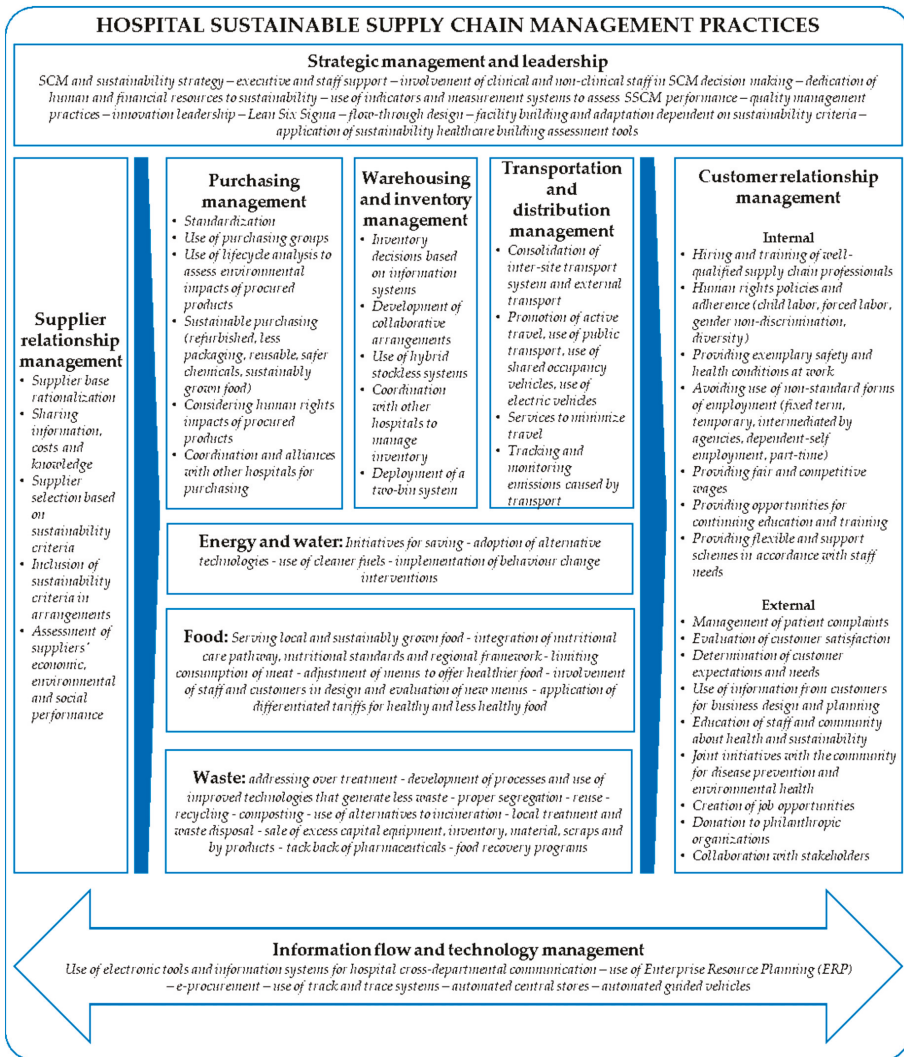 HOSPITAL SUSTAINABLE SUPPLY CHAIN MANAGEMENT PRACTICES
Strategic management and leadership
SCM and sustainability strategy – executive and staff support – involvement of clinical and non-clinical staff in SCM decision making – dedication of
human and financial resources to sustainability – use of indicators and measurement systems to assess SSCM performance – quality management
practices – innovation leadership – Lean Six Sigma – flow-through design – facility building and adaptation dependent on sustainability criteria –
application of sustainability healthcare building assessment tools
Supplier
relationship
management
• Supplier base
rationalization
• Sharing
information,
costs and
knowledge
• Supplier
selection based
on
sustainability
criteria
• Inclusion of
sustainability
criteria in
arrangements
• Assessment of
suppliers'
economic,
environmental
and social
performance
Purchasing
management
• Standardization
• Use of purchasing groups
• Use of lifecycle analysis to
assess environmental
impacts of procured
products
• Sustainable purchasing
(refurbished, less
packaging, reusable, safer
chemicals, sustainably
grown food)
• Considering human rights
impacts of procured
products
• Coordination and alliances
with other hospitals for
purchasing
Warehousing
and inventory
management
• Inventory
decisions based
on information
systems
• Development of
collaborative
arrangements
• Use of hybrid
stockless systems
• Coordination
with other
hospitals to
manage
inventory
• Deployment of a
two-bin system
Transportation
and
distribution
management
• Consolidation of
inter-site transport
system and external
transport
• Promotion of active
travel, use of public
transport, use of
shared occupancy
vehicles, use of
electric vehicles
• Services to minimize
travel
• Tracking and
monitoring
emissions caused by
transport
Energy and water: Initiatives for saving - adoption of alternative
technologies - use of cleaner fuels - implementation of behaviour change
interventions
Food: Serving local and sustainably grown food - integration of nutritional
care pathway, nutritional standards and regional framework - limiting
consumption of meat - adjustment of menus to offer healthier food - involvement
of staff and customers in design and evaluation of new menus - application of
differentiated tariffs for healthy and less healthy food
Waste: addressing over treatment - development of processes and use of
improved technologies that generate less waste - proper segregation - reuse -
recycling - composting - use of alternatives to incineration - local treatment and
waste disposal - sale of excess capital equipment, inventory, material, scraps and
by products - tack back of pharmaceuticals - food recovery programs
Customer relationship
management
Internal
• Hiring and training of well-
qualified supply chain professionals
• Human rights policies and
adherence (child labor, forced labor,
gender non-discrimination,
diversity)
• Providing exemplary safety and
health conditions at work
• Avoiding use of non-standard forms
of employment (fixed term,
temporary, intermediated by
agencies, dependent-self
employment, part-time)
• Providing fair and competitive
wages
• Providing opportunities for
continuing education and training
• Providing flexible and support
schemes in accordance with staff
needs
External
• Management of patient complaints
• Evaluation of customer satisfaction
• Determination of customer
expectations and needs
• Use of information from customers
for business design and planning
• Education of staff and community
about health and sustainability
• Joint initiatives with the community
for disease prevention and
environmental health
• Creation of job opportunities
• Donation to philanthropic
organizations
• Collaboration with stakeholders
Information flow and technology management
Use of electronic tools and information systems for hospital cross-departmental communication – use of Enterprise Resource Planning (ERP)
– e-procurement – use of track and trace systems – automated central stores – automated guided vehicles